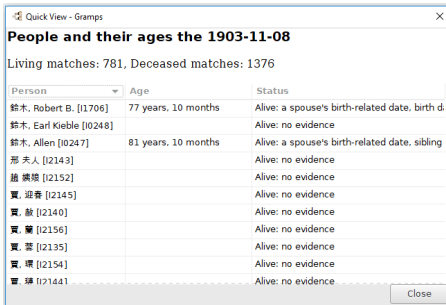 Quick View - Gramps
People and their ages the 1903-11-08
Living matches: 781, Deceased matches: 1376
Person Age Status
鈴木, Robert B. [I1706] 77 years, 10 months Alive: a spouse's birth-related date, birth d
鈴木, Earl Kieble [I0248] Alive: no evidence
鈴木, Allen [I0247] 81 years, 10 months Alive: a spouse's birth-related date, sibling
邢 夫人 [I2143] Alive: no evidence
趙 姨娘 [I2152] Alive: no evidence
賈, 迎春 [I2145] Alive: no evidence
賈, 赦 [I2140] Alive: no evidence
賈, 蘭 [I2156] Alive: no evidence
賈, 蓉 [I2135] Alive: no evidence
賈, 環 [I2154] Alive: no evidence
賈, 璉 [I2144] Alive: no evidence
Close